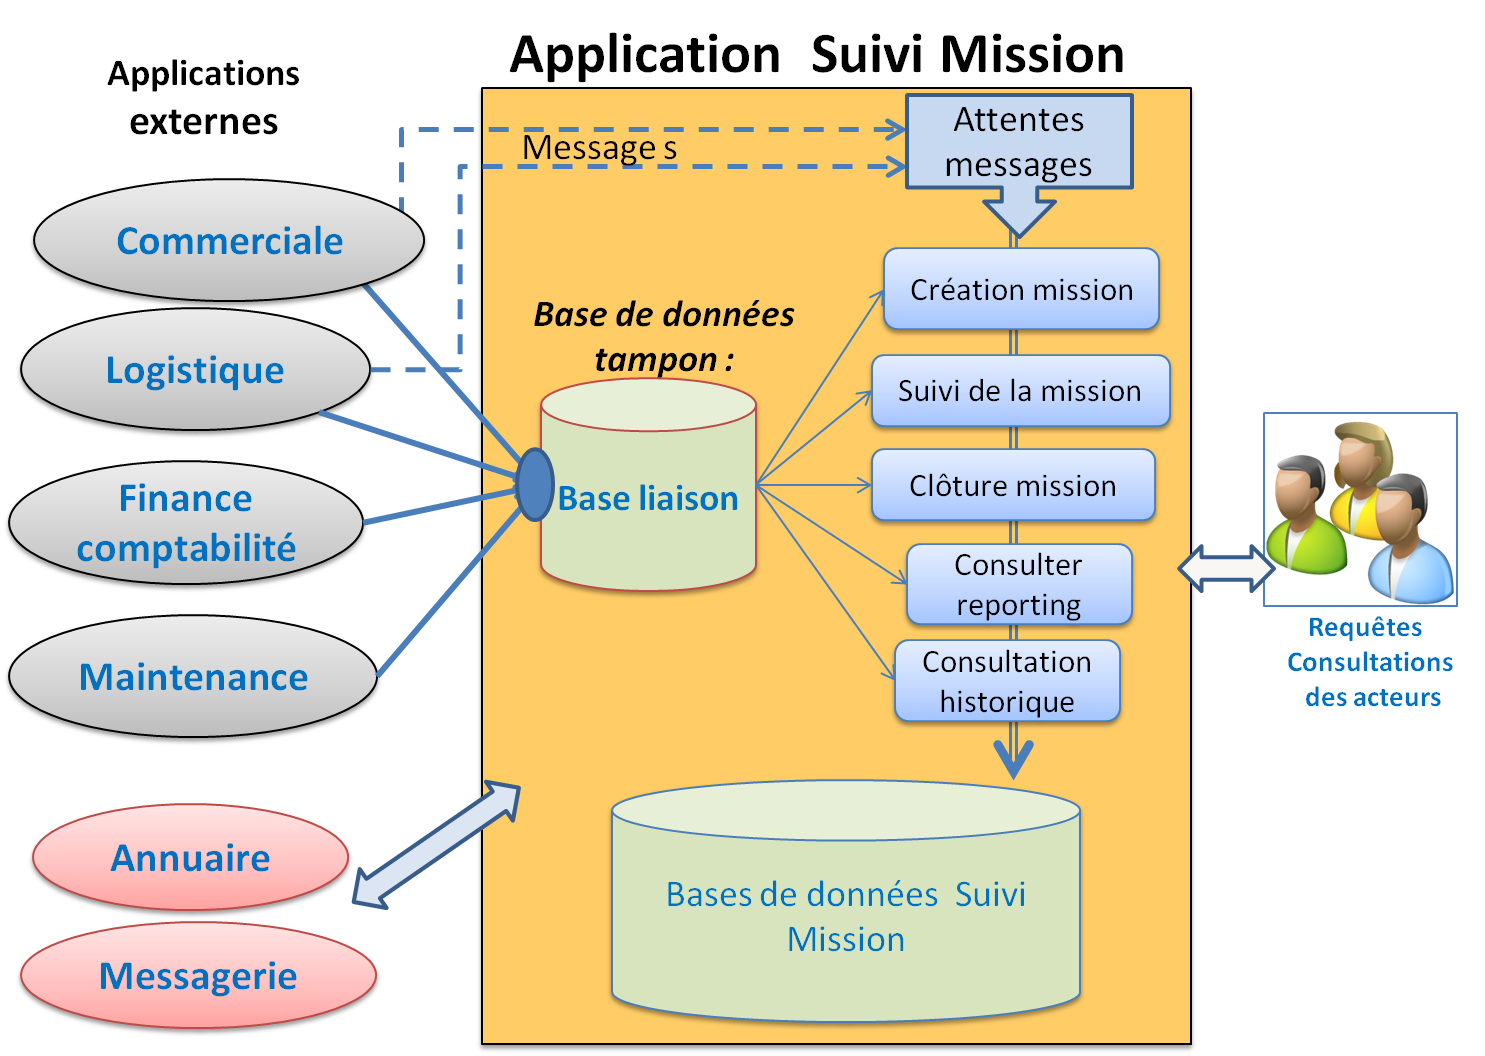 Application  Suivi Mission
Applications
externes
Commerciale
Logistique
Finance
comptabilité
Maintenance
Annuaire
Messagerie
Message s
Attentes
messages
Base de données
tampon :
Base liaison
Création mission
Suivi de la mission
Clôture mission
Consulter
reporting
Consultation
historique
Bases de données  Suivi
Mission
Requêtes
Consultations
des acteurs